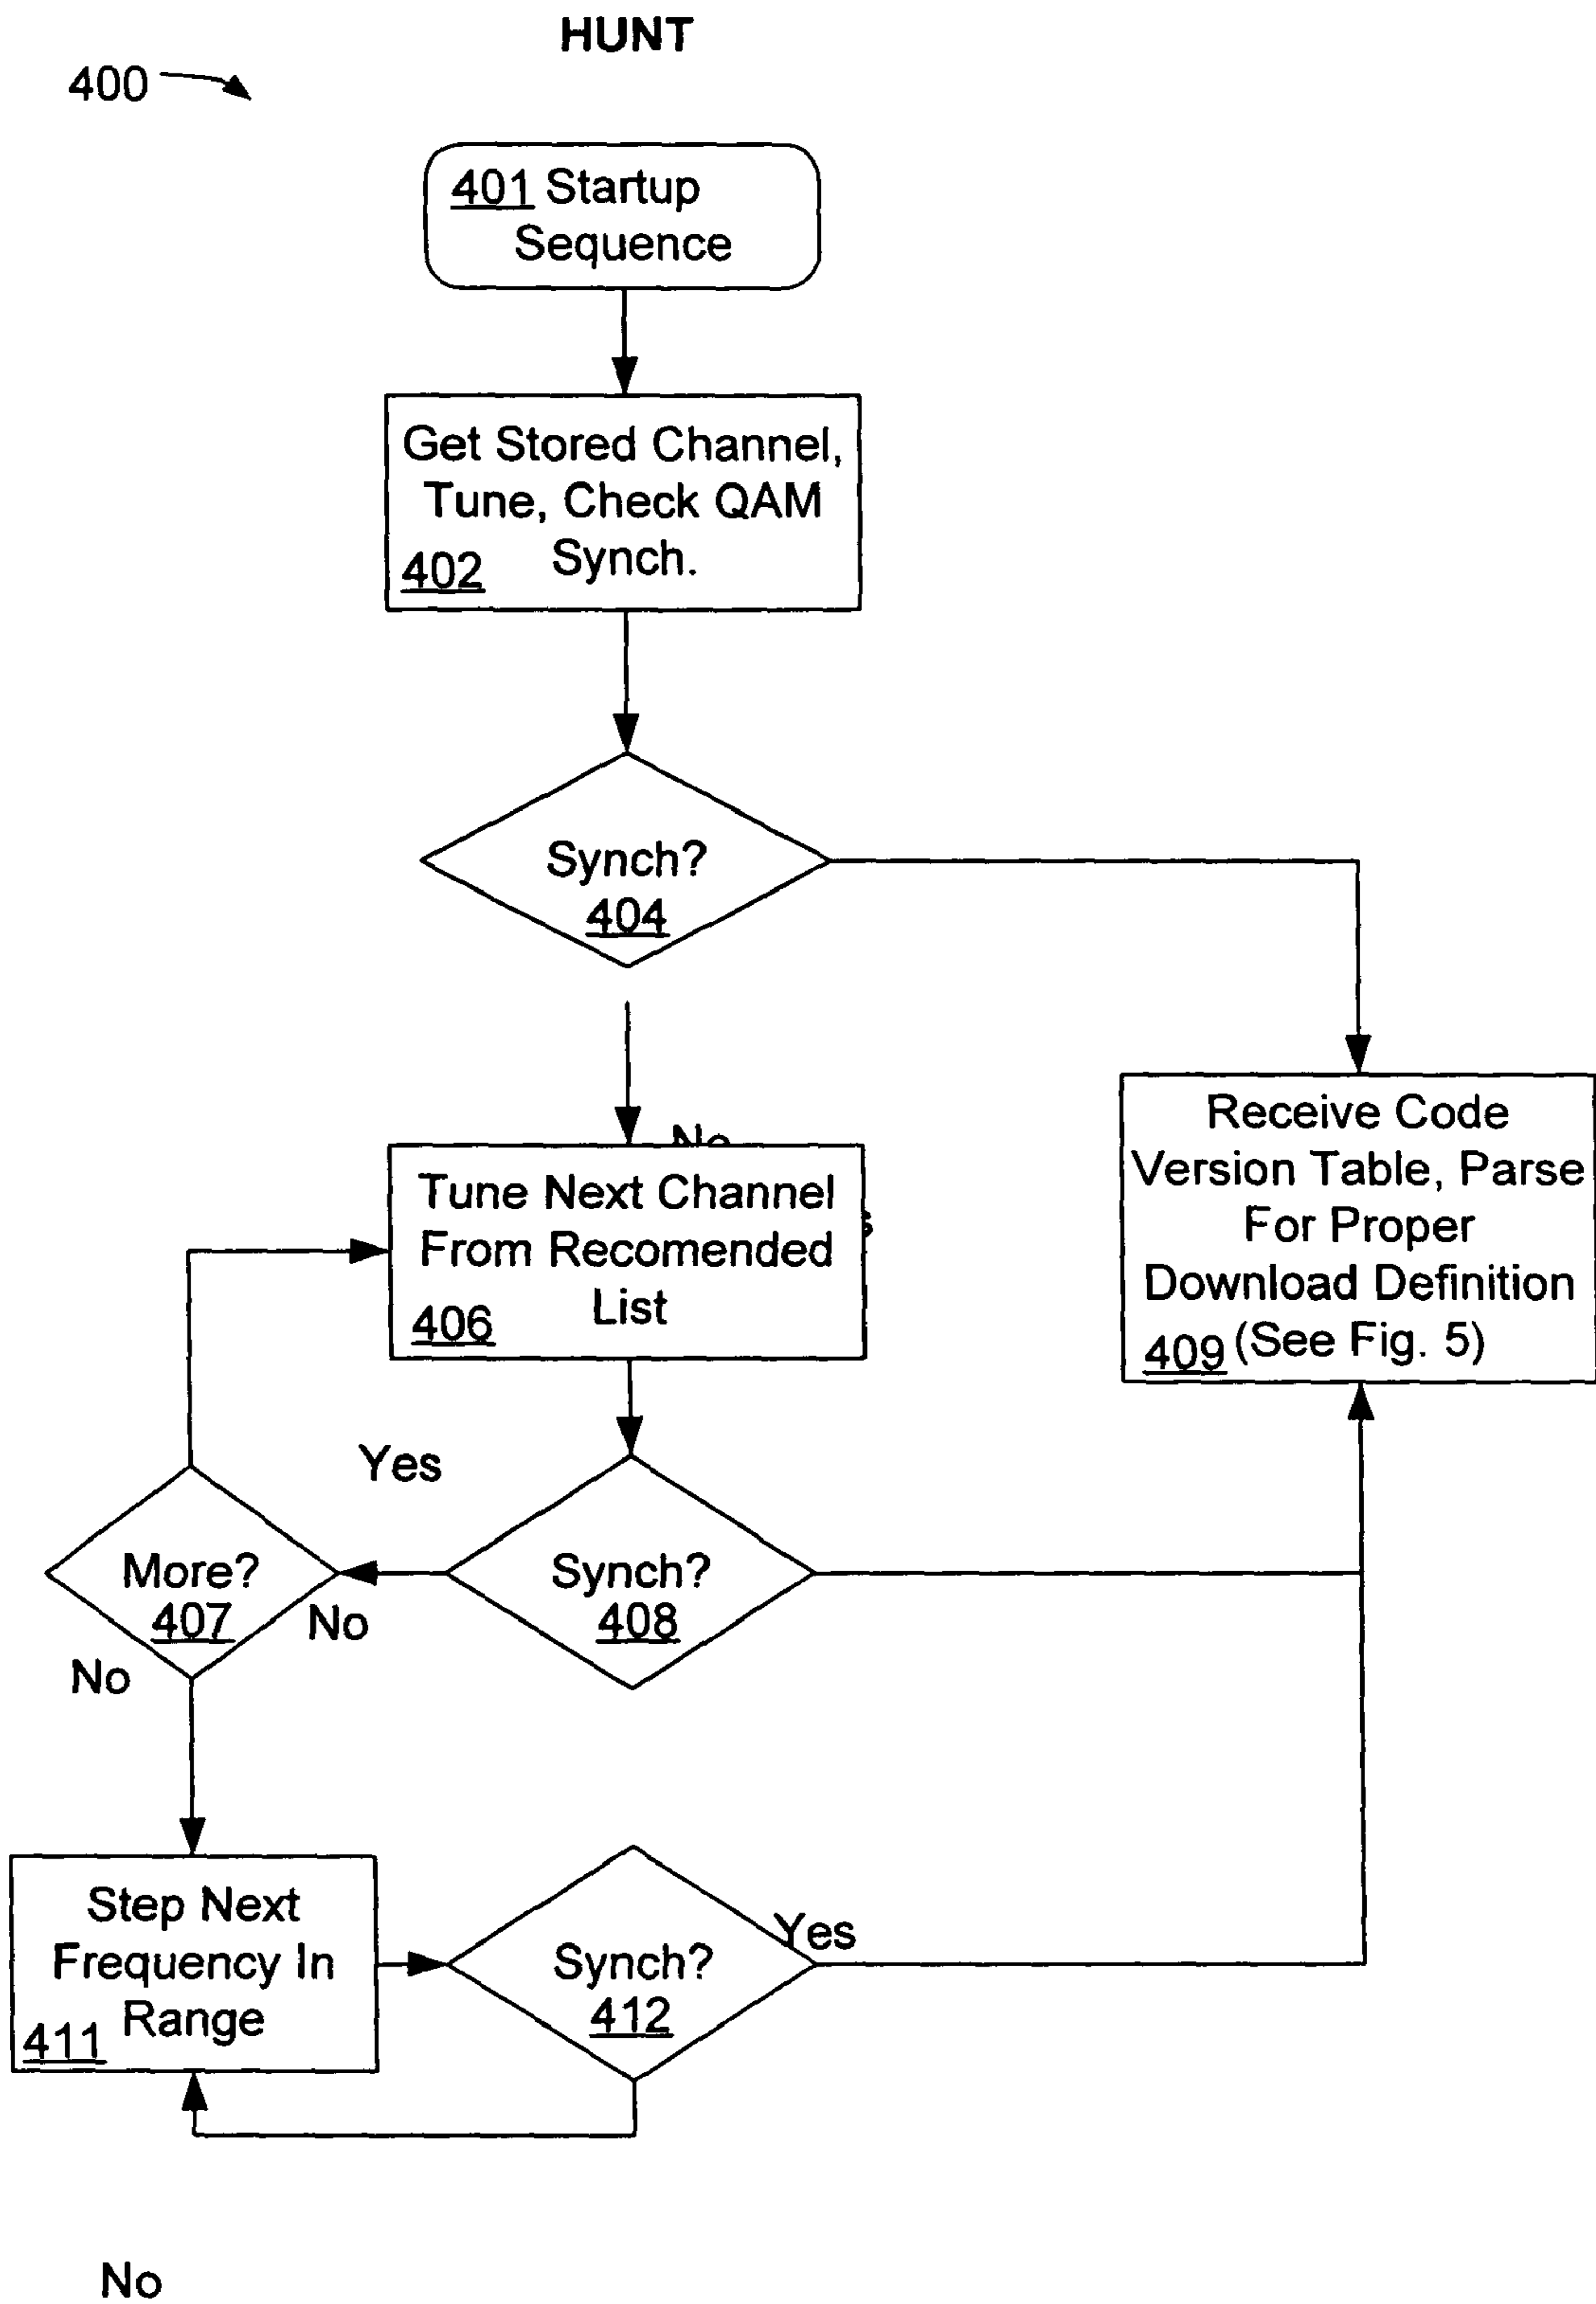 HUNT
400
401 Startup
Sequence
Get Stored Channel,
Tune, Check QAM
Synch.
402
Synch?
404
No
Tune Next Channel
From Recomended
List
406
Receive Code
Version Table, Parse
For Proper
Download Definition
409 (See Fig. 5)
Yes
More?
407
No
Synch?
408
No
Step Next
Frequency In
Range
411
Synch?
412
Yes
No